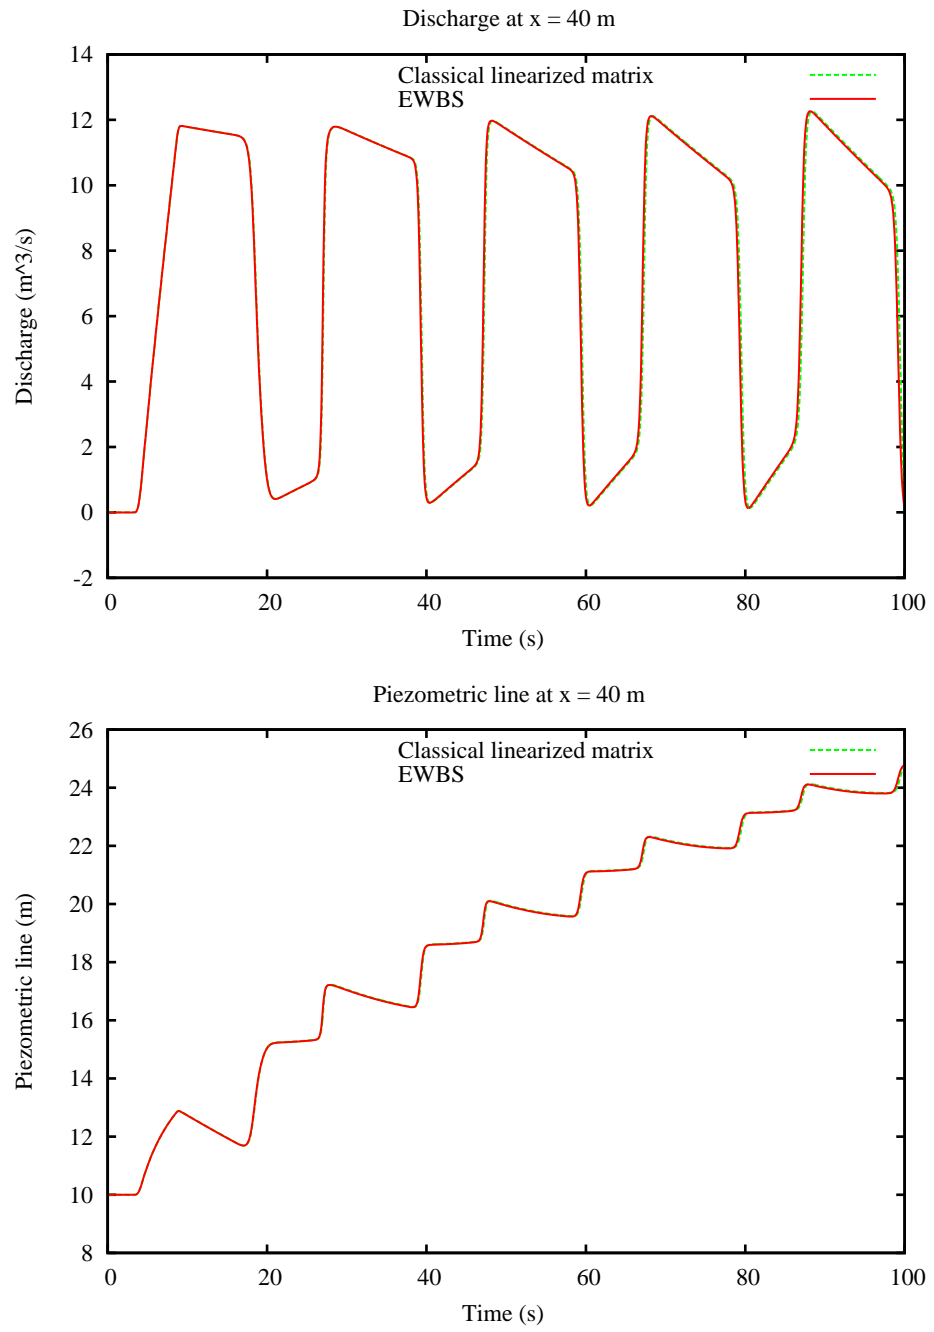 Discharge at x = 40 m
14
12
10
8
6
4
2
0
-2
Discharge (m^3/s)
Classical linearized matrix
EWBS
0 20 40 60 80 100
Time (s)
Piezometric line at x = 40 m
26
24
22
20
18
16
14
12
10
8
Piezometric line (m)
Classical linearized matrix
EWBS
0 20 40 60 80 100
Time (s)